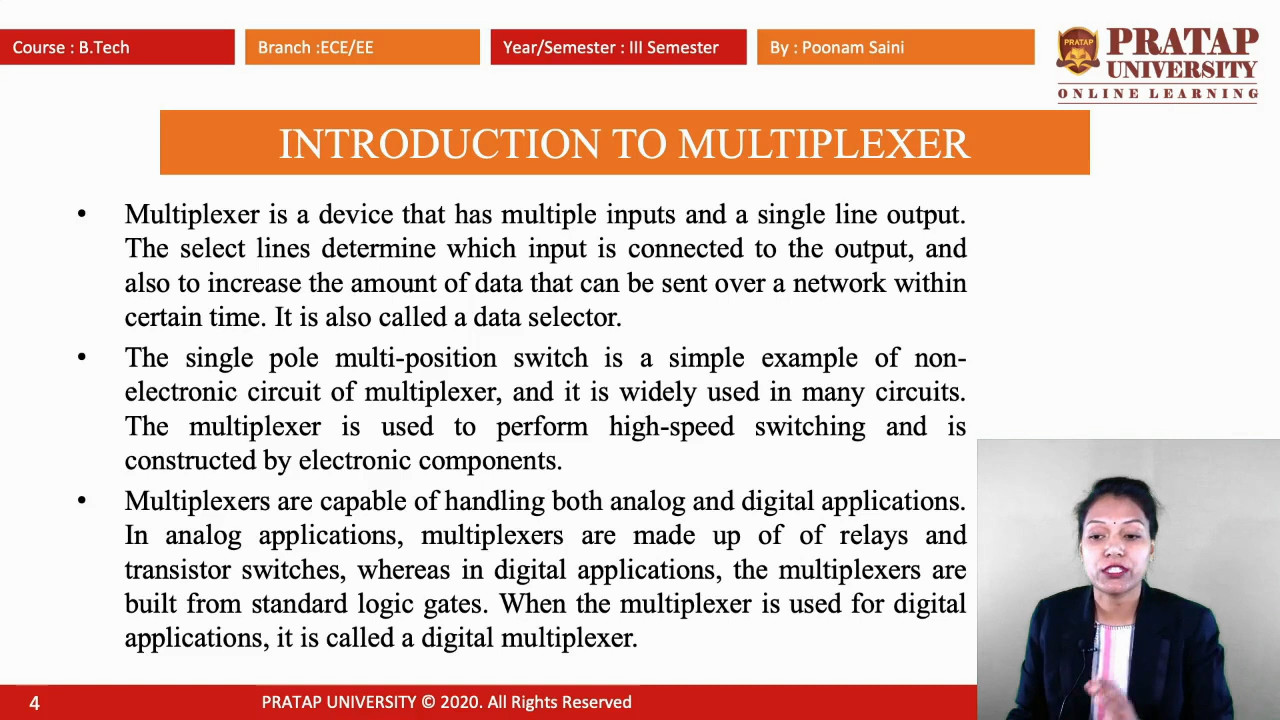 Course : B.Tech
Branch :ECE/EE
Year/Semester : III Semester
By : Poonam Saini
PRATAP
PRATAP
UNIVERSITY
ONLINE LEARNING
INTRODUCTION TO MULTIPLEXER
• Multiplexer is a device that has multiple inputs and a single line output.
The select lines determine which input is connected to the output, and
also to increase the amount of data that can be sent over a network within
certain time. It is also called a data selector.
• The single pole multi-position switch is a simple example of non-
electronic circuit of multiplexer, and it is widely used in many circuits.
The multiplexer is used to perform high-speed switching and is
constructed by electronic components.
• Multiplexers are capable of handling both analog and digital applications.
In analog applications, multiplexers are made up of of relays and
transistor switches, whereas in digital applications, the multiplexers are
built from standard logic gates. When the multiplexer is used for digital
applications, it is called a digital multiplexer.
4
PRATAP UNIVERSITY © 2020. All Rights Reserved